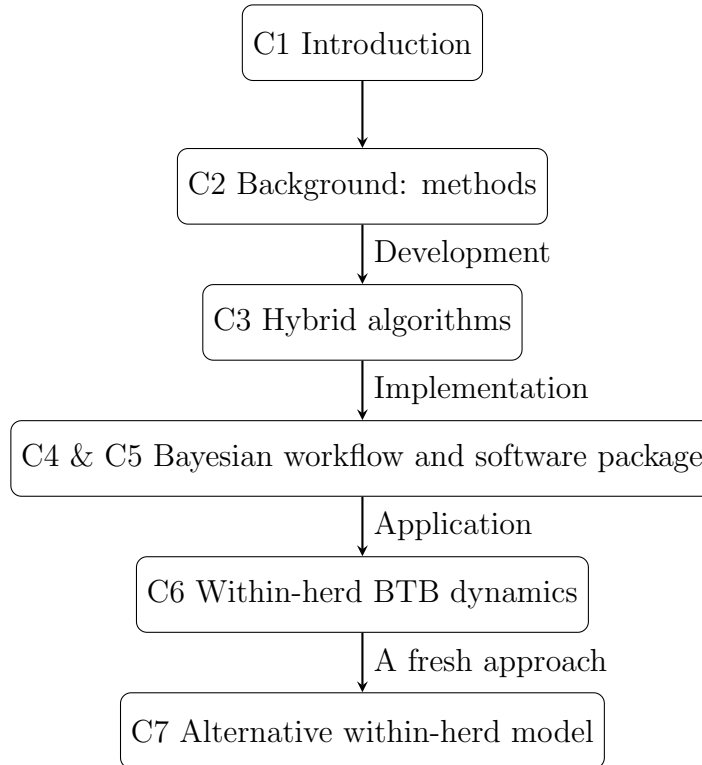 C1 Introduction
C2 Background: methods
Development
C3 Hybrid algorithms
Implementation
C4 & C5 Bayesian workflow and software package
Application
C6 Within-herd BTB dynamics
A fresh approach
C7 Alternative within-herd model